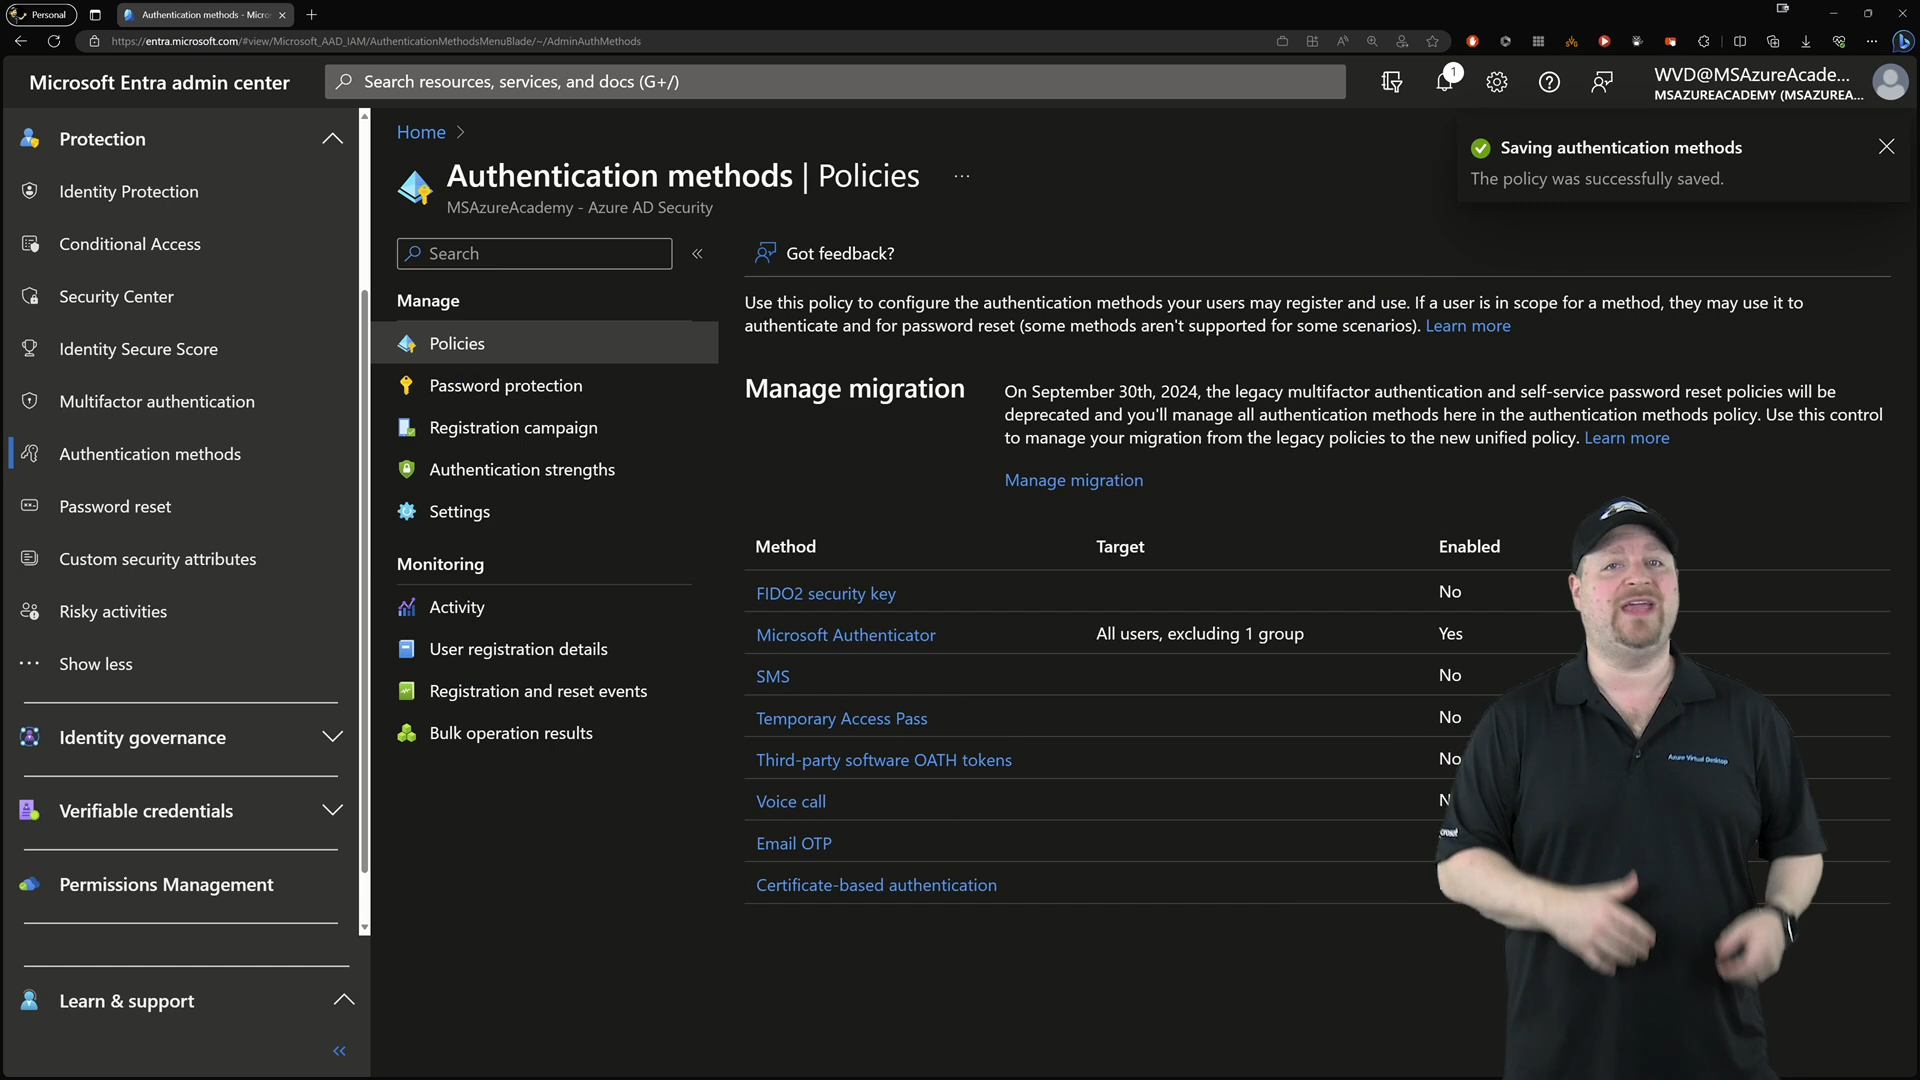 Personal
Authentication methods - Micros
https://entra.microsoft.com/#view/Microsoft_AAD_IAM/AuthenticationMethodsMenuBlade/~/AdminAuthMethods
Microsoft Entra admin center
Search resources, services, and docs (G+/)
1
WVD@MSAzureAcade...
MSAZUREACADEMY (MSAZUREA...
Protection
Identity Protection
Conditional Access
Security Center
Identity Secure Score
Multifactor authentication
Authentication methods
Password reset
Custom security attributes
Risky activities
Show less
Identity governance
Verifiable credentials
Permissions Management
Learn & support
Home
Authentication methods | Policies
MSAzureAcademy - Azure AD Security
Search
Manage
Policies
Password protection
Registration campaign
Authentication strengths
Settings
Monitoring
Activity
User registration details
Registration and reset events
Bulk operation results
Saving authentication methods
The policy was successfully saved.
Got feedback?
Use this policy to configure the authentication methods your users may register and use. If a user is in scope for a method, they may use it to
authenticate and for password reset (some methods aren't supported for some scenarios). Learn more
Manage migration
On September 30th, 2024, the legacy multifactor authentication and self-service password reset policies will be
deprecated and you'll manage all authentication methods here in the authentication methods policy. Use this control
to manage your migration from the legacy policies to the new unified policy. Learn more
Manage migration
Method Target Enabled
FIDO2 security key No
Microsoft Authenticator All users, excluding 1 group Yes
SMS No
Temporary Access Pass No
Third-party software OATH tokens No
Voice call
Email OTP
Certificate-based authentication
Azure Virtual Desktop